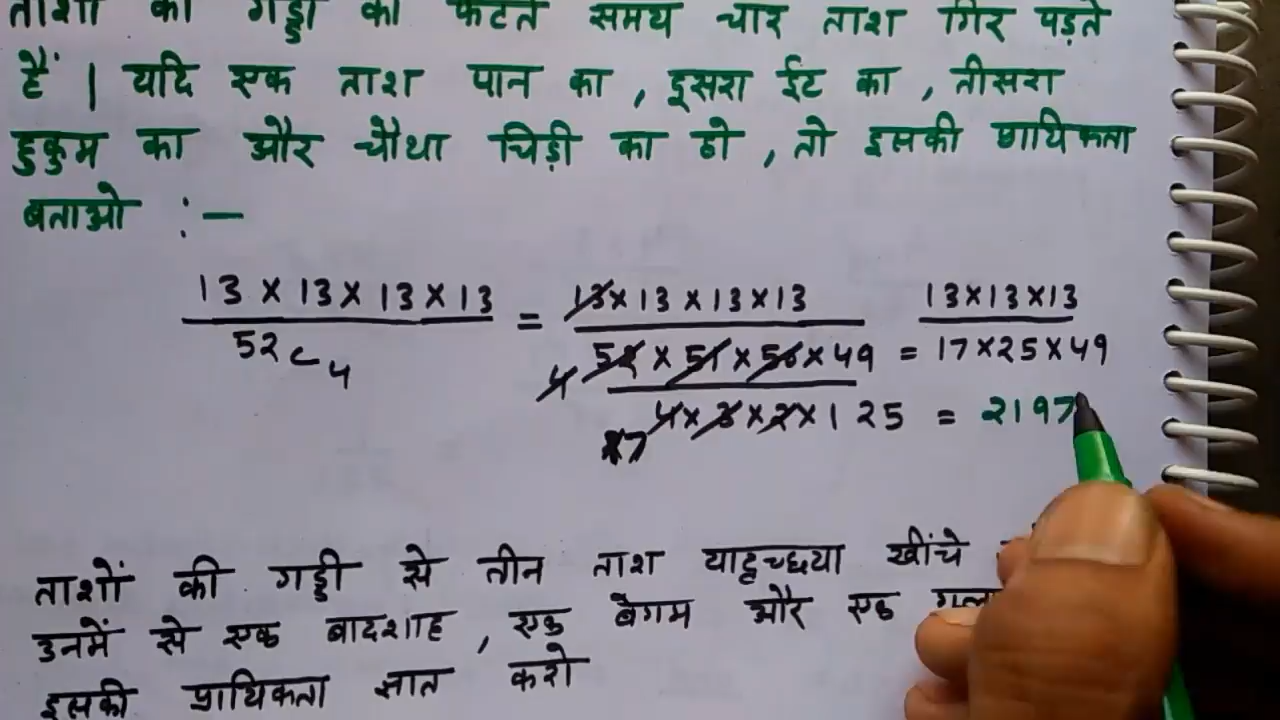 ताशों की गड्डी को फेंटते समय चार ताश गिर पड़ते
हैं | यदि एक ताश पान का , दूसरा ईंट का , तीसरा
हुकुम का और चौथा चिड़ी का हो , तो इसकी प्रायिकता
बताओ :—
13 × 13 × 13 × 13 / 52c4 = 13 × 13 × 13 × 13 / 52 × 51 × 50 × 49 / 4 × 3 × 2 × 1 = 13×13×13 / 17×25×49
4 17 25 = 2197
ताशों की गड्डी से तीन ताश यादृच्छया खींचे
उनमें से एक बादशाह , एक बेगम और एक
इसकी प्रायिकता ज्ञात करो